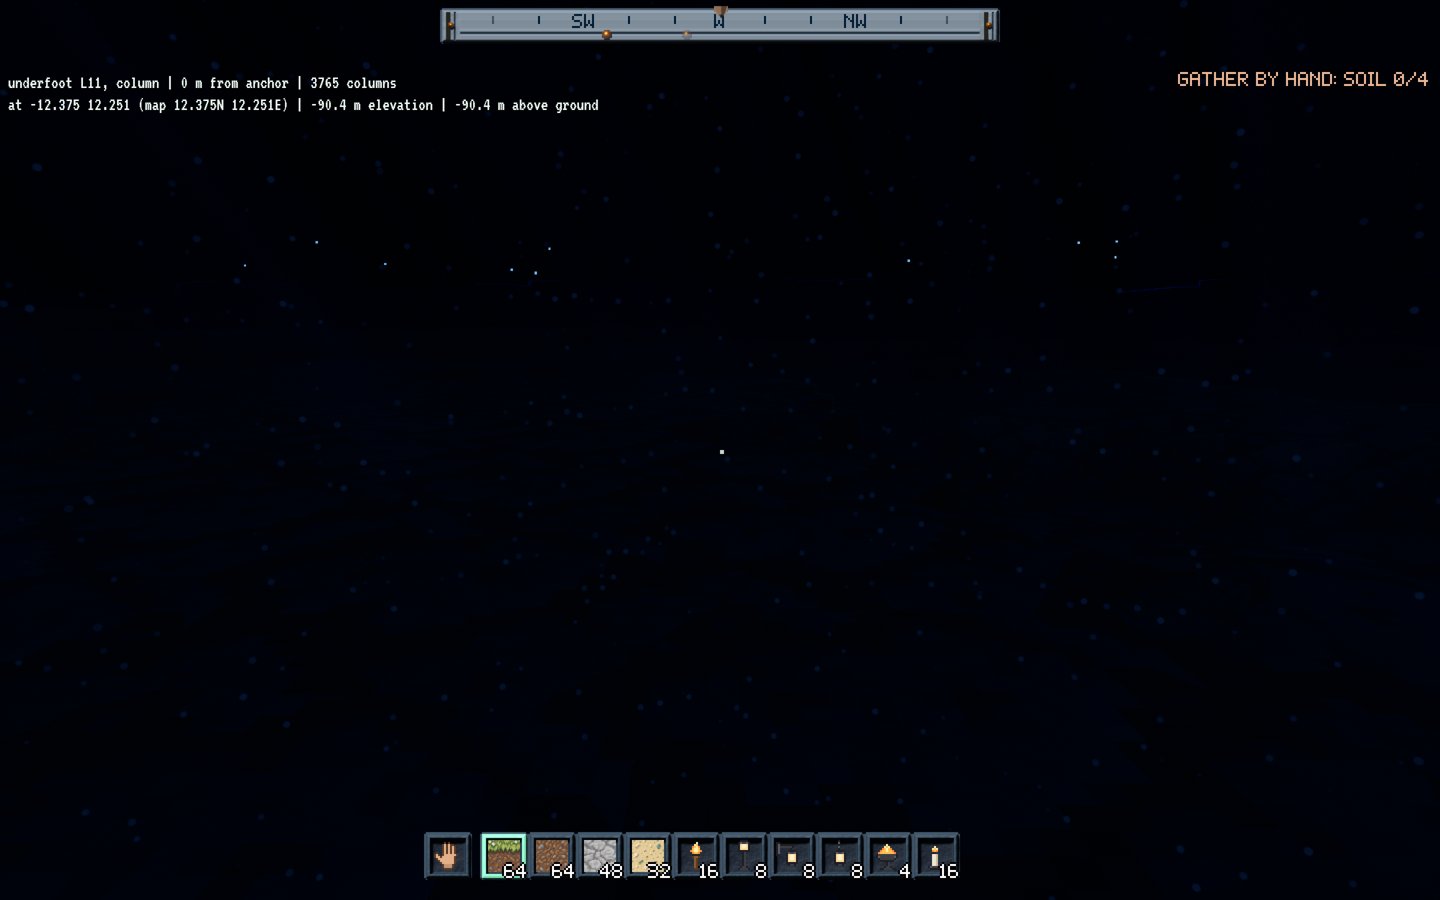 SW W NW
underfoot L11, column | 0 m from anchor | 3765 columns
GATHER BY HAND: SOIL 0/4
at -12.375 12.251 (map 12.375N 12.251E) | -90.4 m elevation | -90.4 m above ground
64 64 48 32 16 8 8 8 4 16